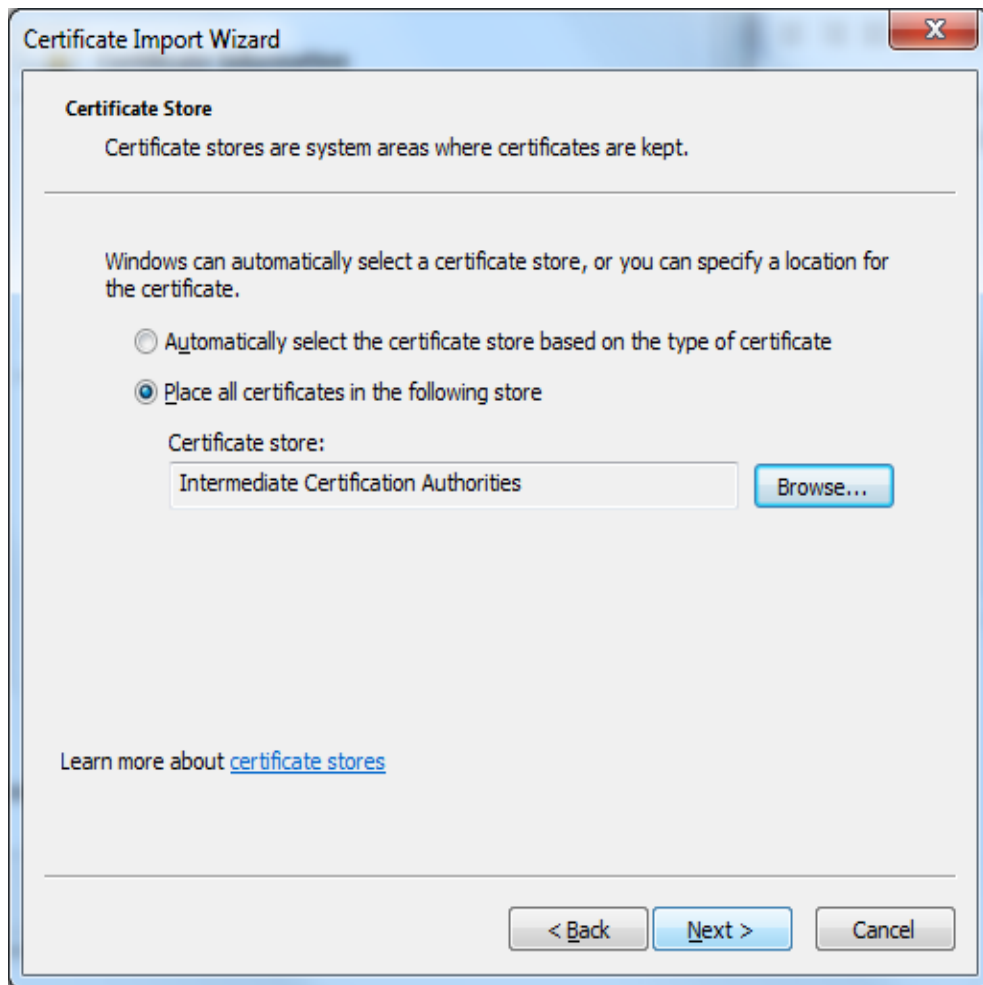 Certificate Import Wizard
X
Certificate Store
Certificate stores are system areas where certificates are kept.
Windows can automatically select a certificate store, or you can specify a location for
the certificate.
Automatically select the certificate store based on the type of certificate
Place all certificates in the following store
Certificate store:
Intermediate Certification Authorities
Browse...
Learn more about certificate stores
< Back
Next >
Cancel